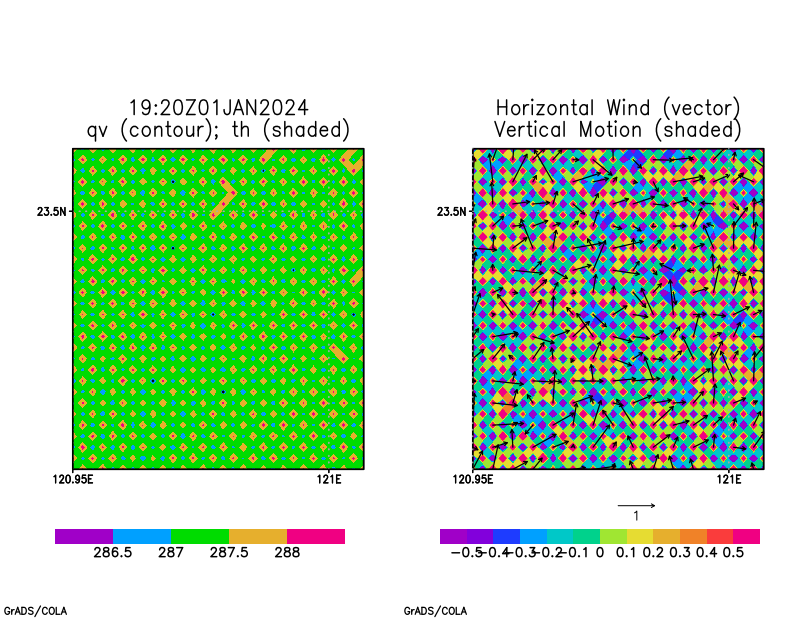 19:20Z01JAN2024
qv (contour); th (shaded)
23.5N
120.95E 121E
286.5 287 287.5 288
GrADS/COLA
Horizontal Wind (vector)
Vertical Motion (shaded)
23.5N
120.95E 121E
1
-0.5 -0.4 -0.3 -0.2 -0.1 0 0.1 0.2 0.3 0.4 0.5
GrADS/COLA